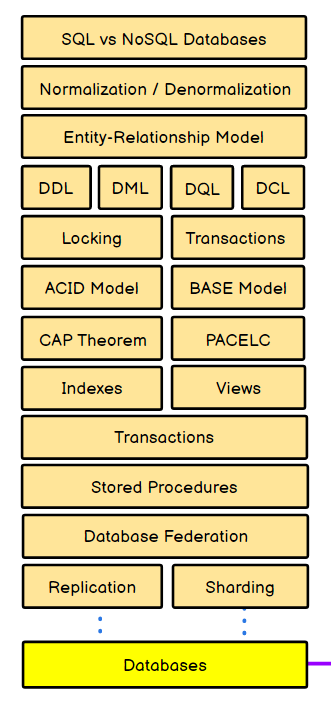 SQL vs NoSQL Databases
Normalization / Denormalization
Entity-Relationship Model
DDL DML DQL DCL
Locking Transactions
ACID Model BASE Model
CAP Theorem PACELC
Indexes Views
Transactions
Stored Procedures
Database Federation
Replication Sharding
Databases